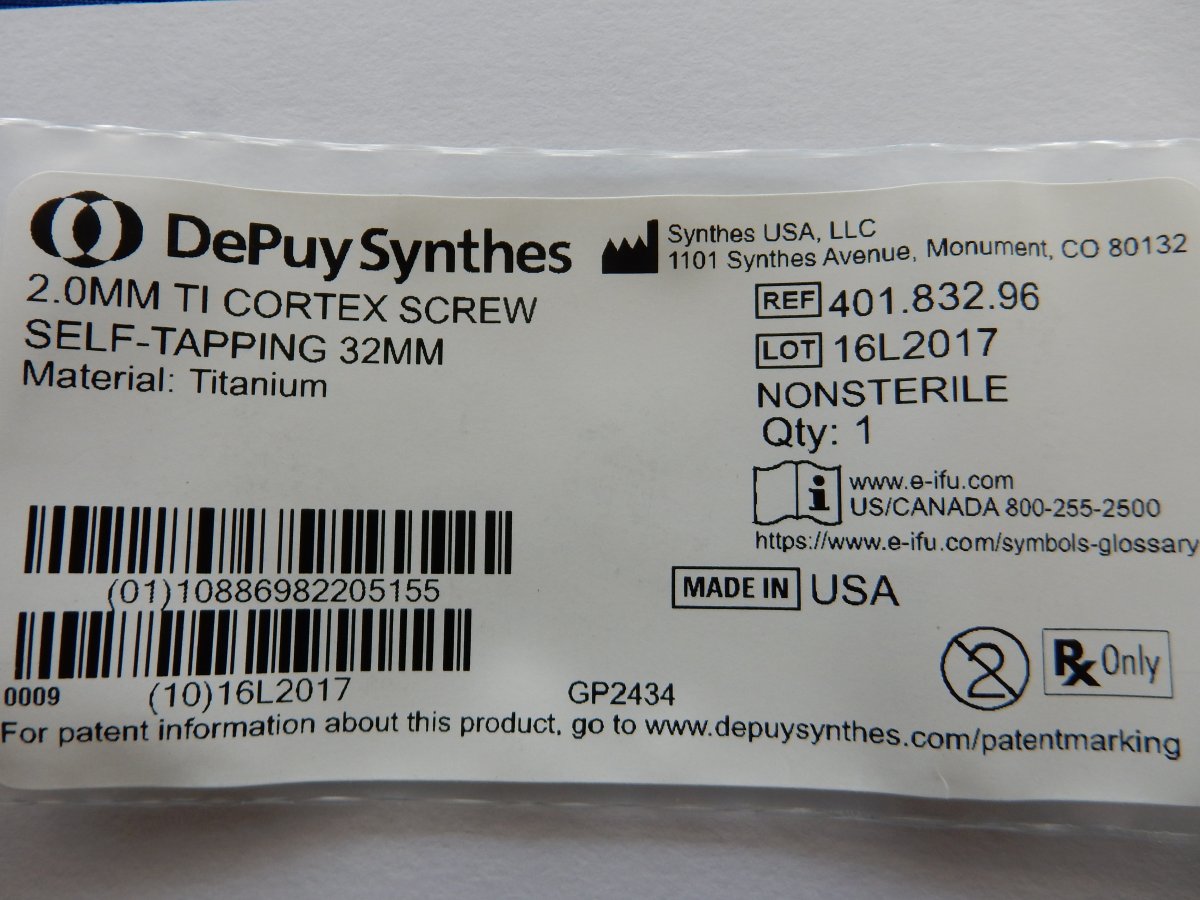 DePuy Synthes
2.0MM TI CORTEX SCREW
SELF-TAPPING 32MM
Material: Titanium
Synthes USA, LLC
1101 Synthes Avenue, Monument, CO 80132
REF 401.832.96
LOT 16L2017
NONSTERILE
Qty: 1
i www.e-ifu.com
US/CANADA 800-255-2500
https://www.e-ifu.com/symbols-glossary
(01)10886982205155
MADE IN USA
2
Rx Only
0009 (10)16L2017 GP2434
For patent information about this product, go to www.depuysynthes.com/patentmarking